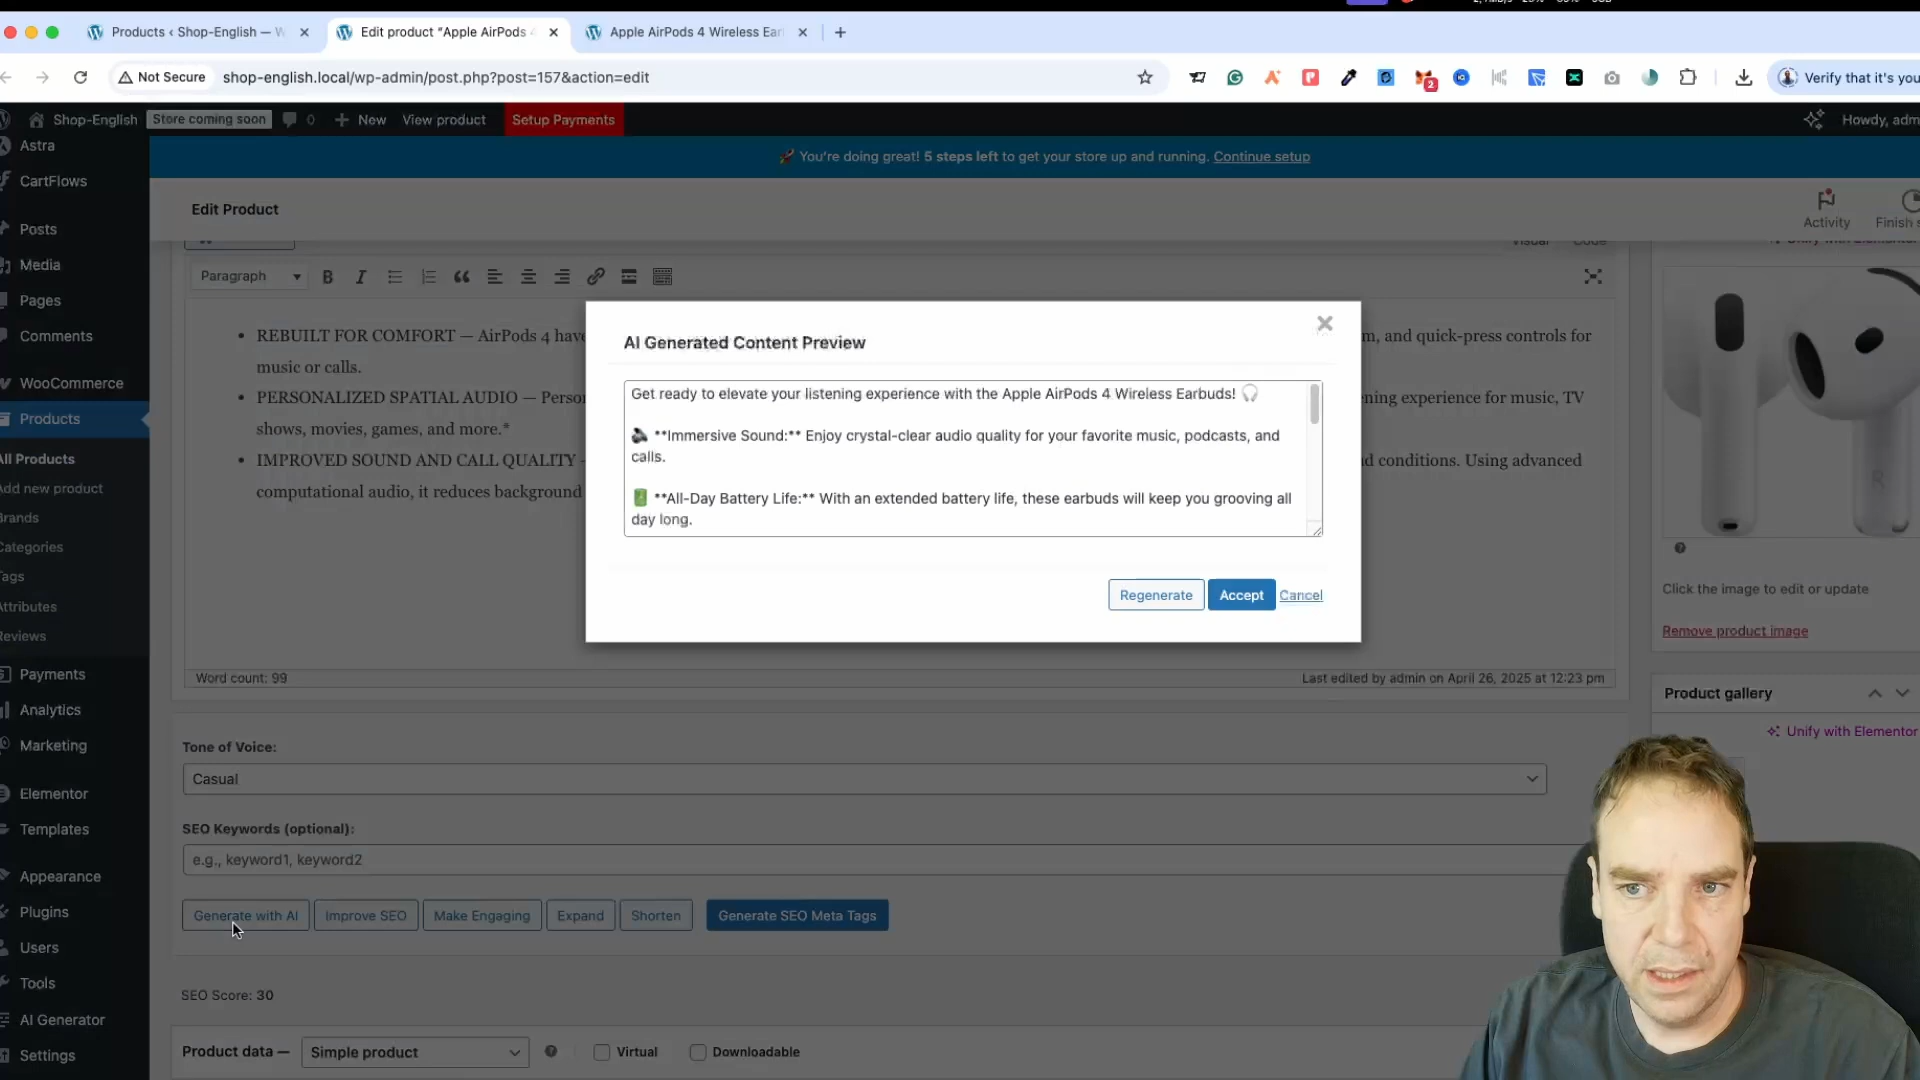 Products ‹ Shop-English — W
Edit product "Apple AirPods 4
Apple AirPods 4 Wireless Ear
Not Secure
shop-english.local/wp-admin/post.php?post=157&action=edit
2
Verify that it's you
Shop-English
Store coming soon
0
New
View product
Setup Payments
Howdy, adm
Astra
🚀 You're doing great! 5 steps left to get your store up and running. Continue setup
CartFlows
Edit Product
Activity
Finish s
Posts
Media
Pages
Comments
WooCommerce
Products
All Products
Add new product
Brands
Categories
Tags
Attributes
Reviews
Payments
Analytics
Marketing
Elementor
Templates
Appearance
Plugins
Users
Tools
AI Generator
Settings
Visual
Code
Paragraph
REBUILT FOR COMFORT — AirPods 4 have
m, and quick-press controls for
music or calls.
PERSONALIZED SPATIAL AUDIO — Person
ning experience for music, TV
shows, movies, games, and more.*
IMPROVED SOUND AND CALL QUALITY -
d conditions. Using advanced
computational audio, it reduces background
Word count: 99
Last edited by admin on April 26, 2025 at 12:23 pm
AI Generated Content Preview
Get ready to elevate your listening experience with the Apple AirPods 4 Wireless Earbuds! 🎧
🔊 **Immersive Sound:** Enjoy crystal-clear audio quality for your favorite music, podcasts, and
calls.
🔋 **All-Day Battery Life:** With an extended battery life, these earbuds will keep you grooving all
day long.
Regenerate
Accept
Cancel
Click the image to edit or update
Remove product image
Product gallery
Unify with Elementor
Tone of Voice:
Casual
SEO Keywords (optional):
e.g., keyword1, keyword2
Generate with AI
Improve SEO
Make Engaging
Expand
Shorten
Generate SEO Meta Tags
SEO Score: 30
Product data —
Simple product
Virtual
Downloadable